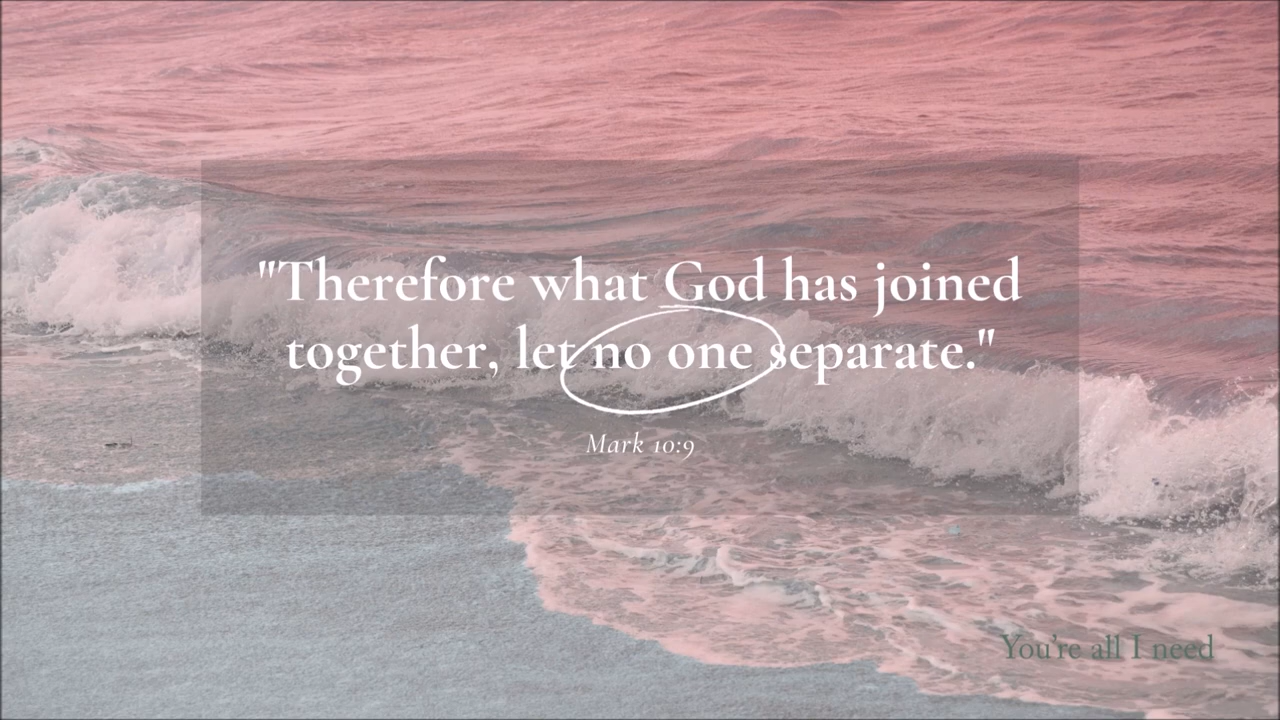 "Therefore what God has joined
together, let no one separate."
Mark 10:9
You're all I need